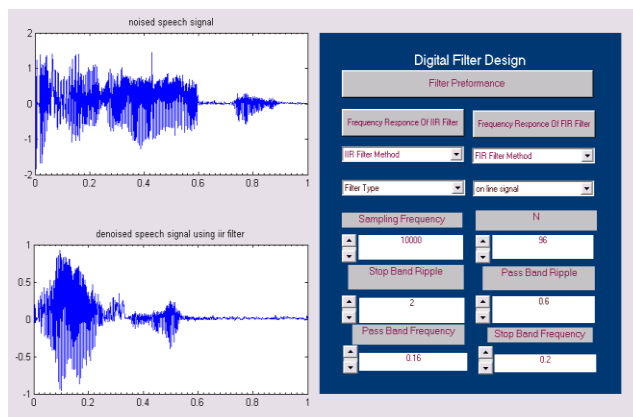 noised speech signal
2
1
0
-1
-2
0 0.2 0.4 0.6 0.8 1
denoised speech signal using iir filter
1
0.5
0
-0.5
-1
0 0.2 0.4 0.6 0.8 1
Digital Filter Design
Filter Preformance
Frequency Responce Of IIR Filter
Frequency Responce Of FIR Filter
IIR Filter Method
FIR Filter Method
Filter Type
on line signal
Sampling Frequency
N
10000
96
Stop Band Ripple
Pass Band Ripple
2
0.6
Pass Band Frequency
Stop Band Frequency
0.16
0.2